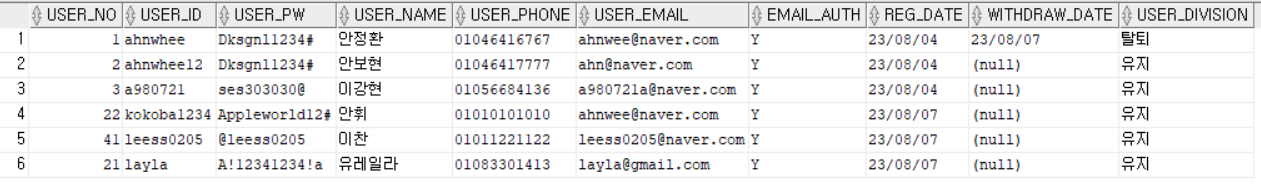 USER_NO USER_ID USER_PW USER_NAME USER_PHONE USER_EMAIL EMAIL_AUTH REG_DATE WITHDRAW_DATE USER_DIVISION
1 1 ahnwhee Dksgnl1234# 안정환 01046416767 ahnwee@naver.com Y 23/08/04 23/08/07 탈퇴
2 2 ahnwhee12 Dksgnl1234# 안보현 01046417777 ahn@naver.com Y 23/08/04 (null) 유지
3 3 a980721 ses303030@ 이강현 01056684136 a980721a@naver.com Y 23/08/04 (null) 유지
4 22 kokoba1234 Appleworld12# 안휘 01010101010 ahnwee@naver.com Y 23/08/07 (null) 유지
5 41 leess0205 @leess0205 이찬 01011221122 leess0205@naver.com Y 23/08/07 (null) 유지
6 21 layla A!12341234!a 유레일라 01083301413 layla@gmail.com Y 23/08/07 (null) 유지